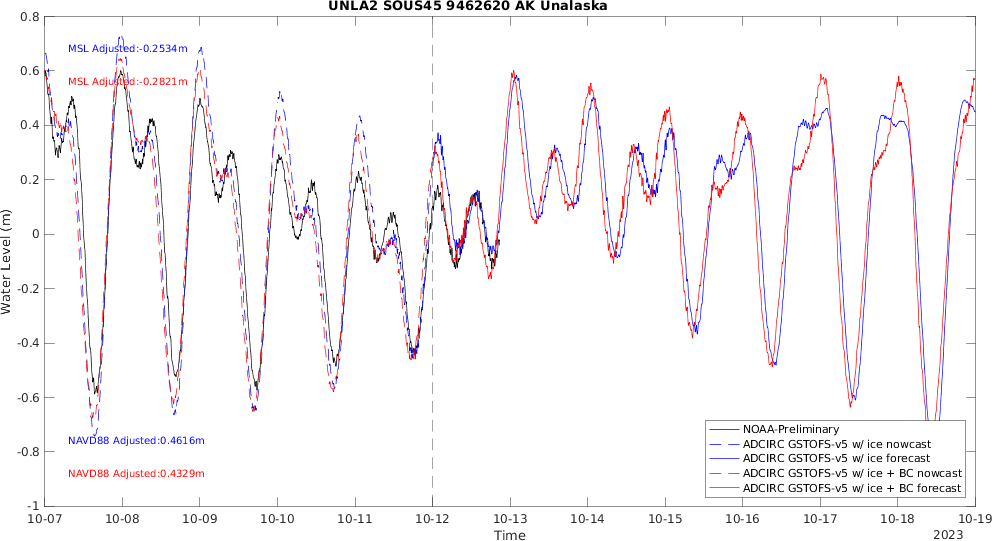 UNLA2 SOUS45 9462620 AK Unalaska
Water Level (m)
0.8
0.6
0.4
0.2
0
-0.2
-0.4
-0.6
-0.8
-1
MSL Adjusted:-0.2534m
MSL Adjusted:-0.2821m
NAVD88 Adjusted:0.4616m
NAVD88 Adjusted:0.4329m
NOAA-Preliminary
ADCIRC GSTOFS-v5 w/ ice nowcast
ADCIRC GSTOFS-v5 w/ ice forecast
ADCIRC GSTOFS-v5 w/ ice + BC nowcast
ADCIRC GSTOFS-v5 w/ ice + BC forecast
10-07 10-08 10-09 10-10 10-11 10-12 10-13 10-14 10-15 10-16 10-17 10-18 10-19
Time
2023